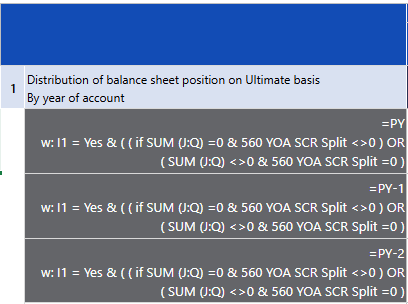 1
Distribution of balance sheet position on Ultimate basis
By year of account
=PY
w: I1 = Yes & ( ( if SUM (J:Q) =0 & 560 YOA SCR Split <>0 ) OR
( SUM (J:Q) <>0 & 560 YOA SCR Split =0 )
=PY-1
w: I1 = Yes & ( ( if SUM (J:Q) =0 & 560 YOA SCR Split <>0 ) OR
( SUM (J:Q) <>0 & 560 YOA SCR Split =0 )
=PY-2
w: I1 = Yes & ( ( if SUM (J:Q) =0 & 560 YOA SCR Split <>0 ) OR
( SUM (J:Q) <>0 & 560 YOA SCR Split =0 )